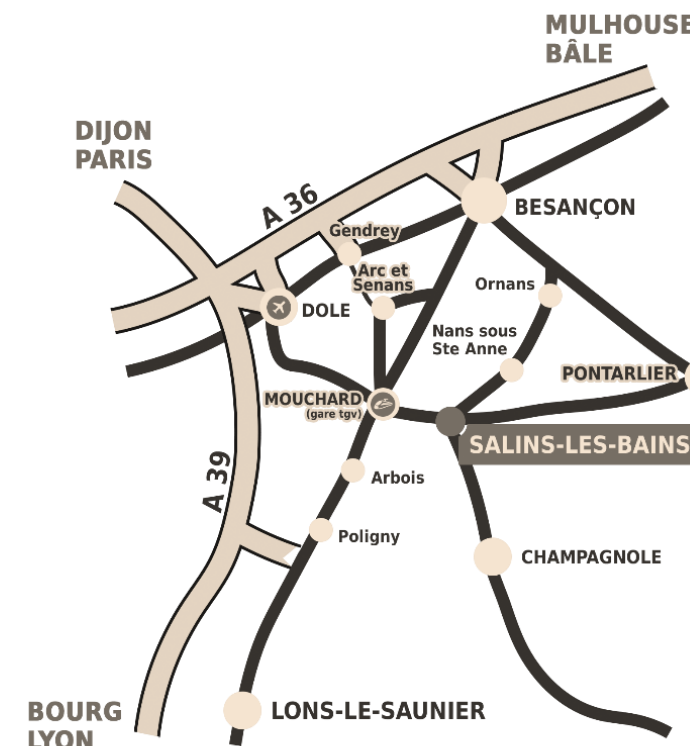 MULHOUSE
BÂLE
DIJON
PARIS
A 36
BESANÇON
Gendrey
Arc et
Senans
Ornans
DOLE
Nans sous
Ste Anne
PONTARLIER
MOUCHARD
(gare tgv)
SALINS-LES-BAINS
A 39
Arbois
Poligny
CHAMPAGNOLE
BOURG
LYON
LONS-LE-SAUNIER